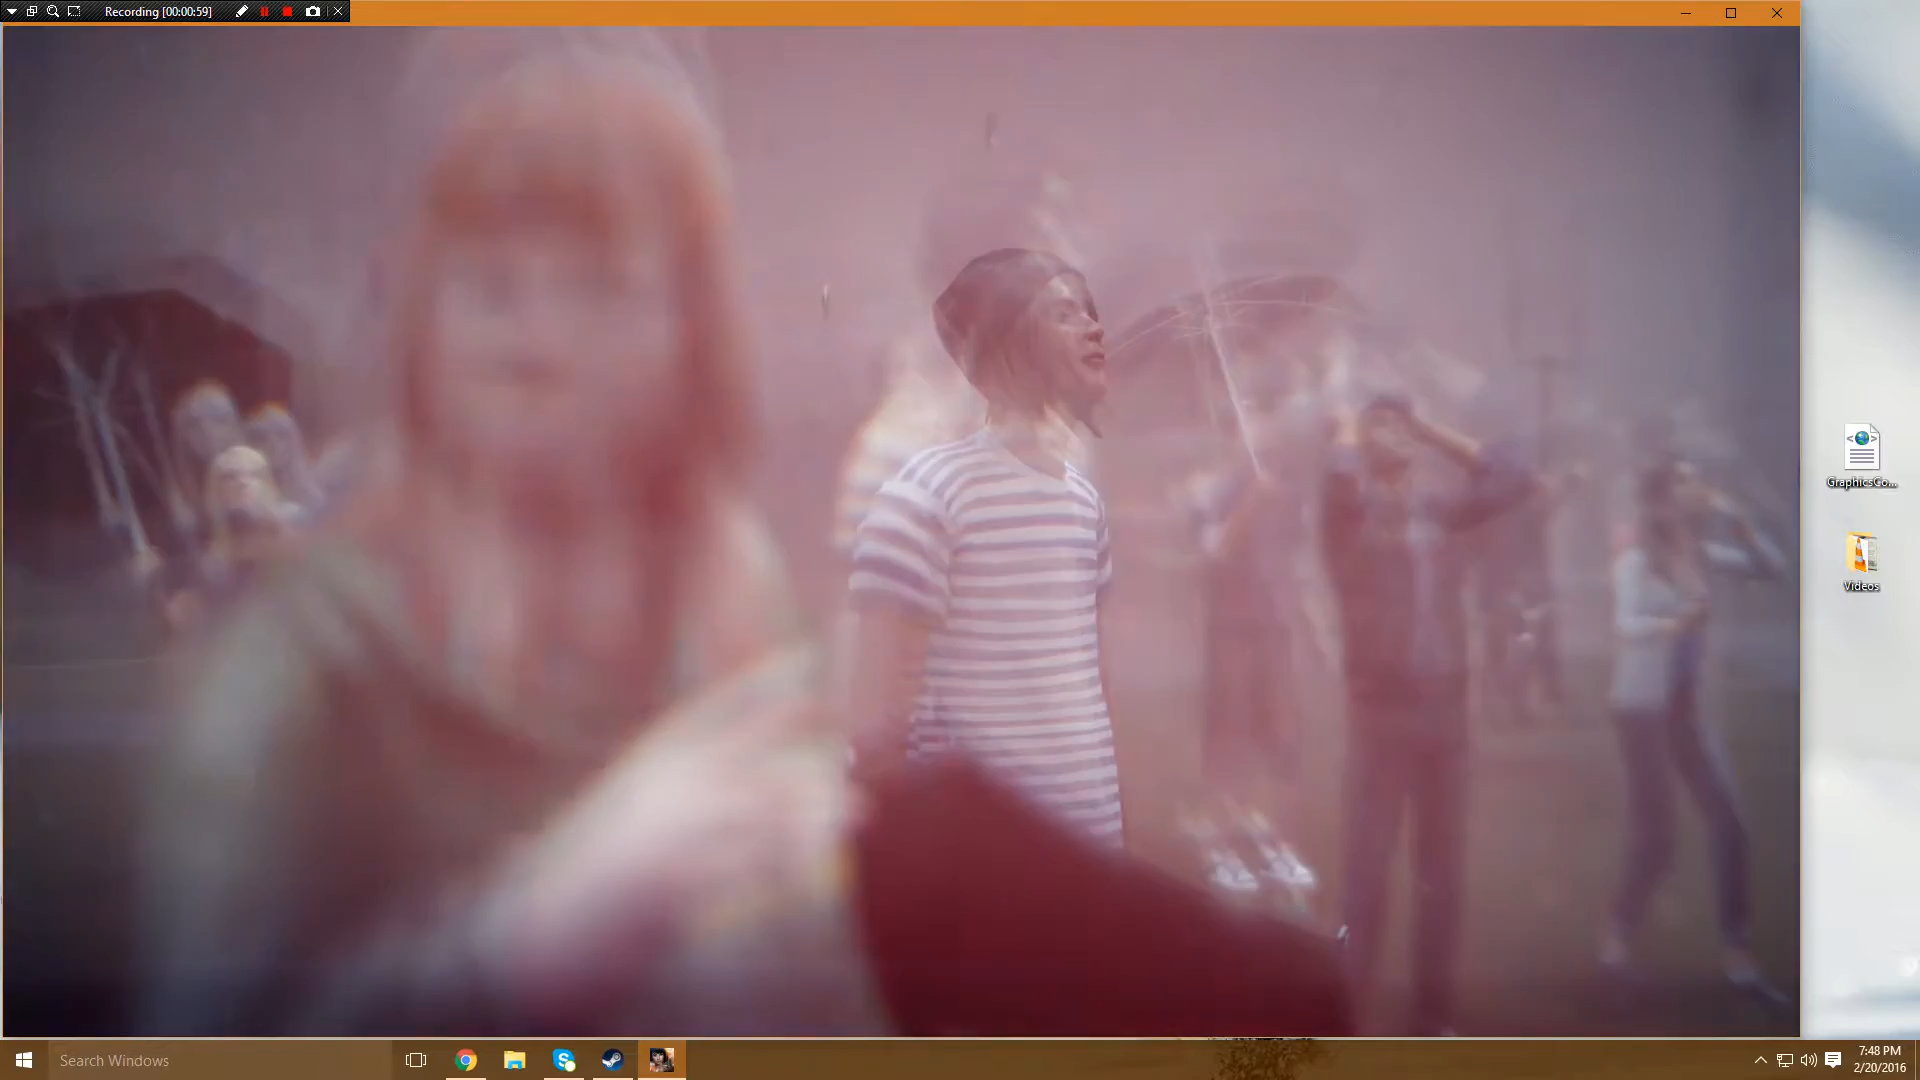 Recording [00:00:59]
GraphicsCo...
Videos
Search Windows
7:48 PM
2/20/2016